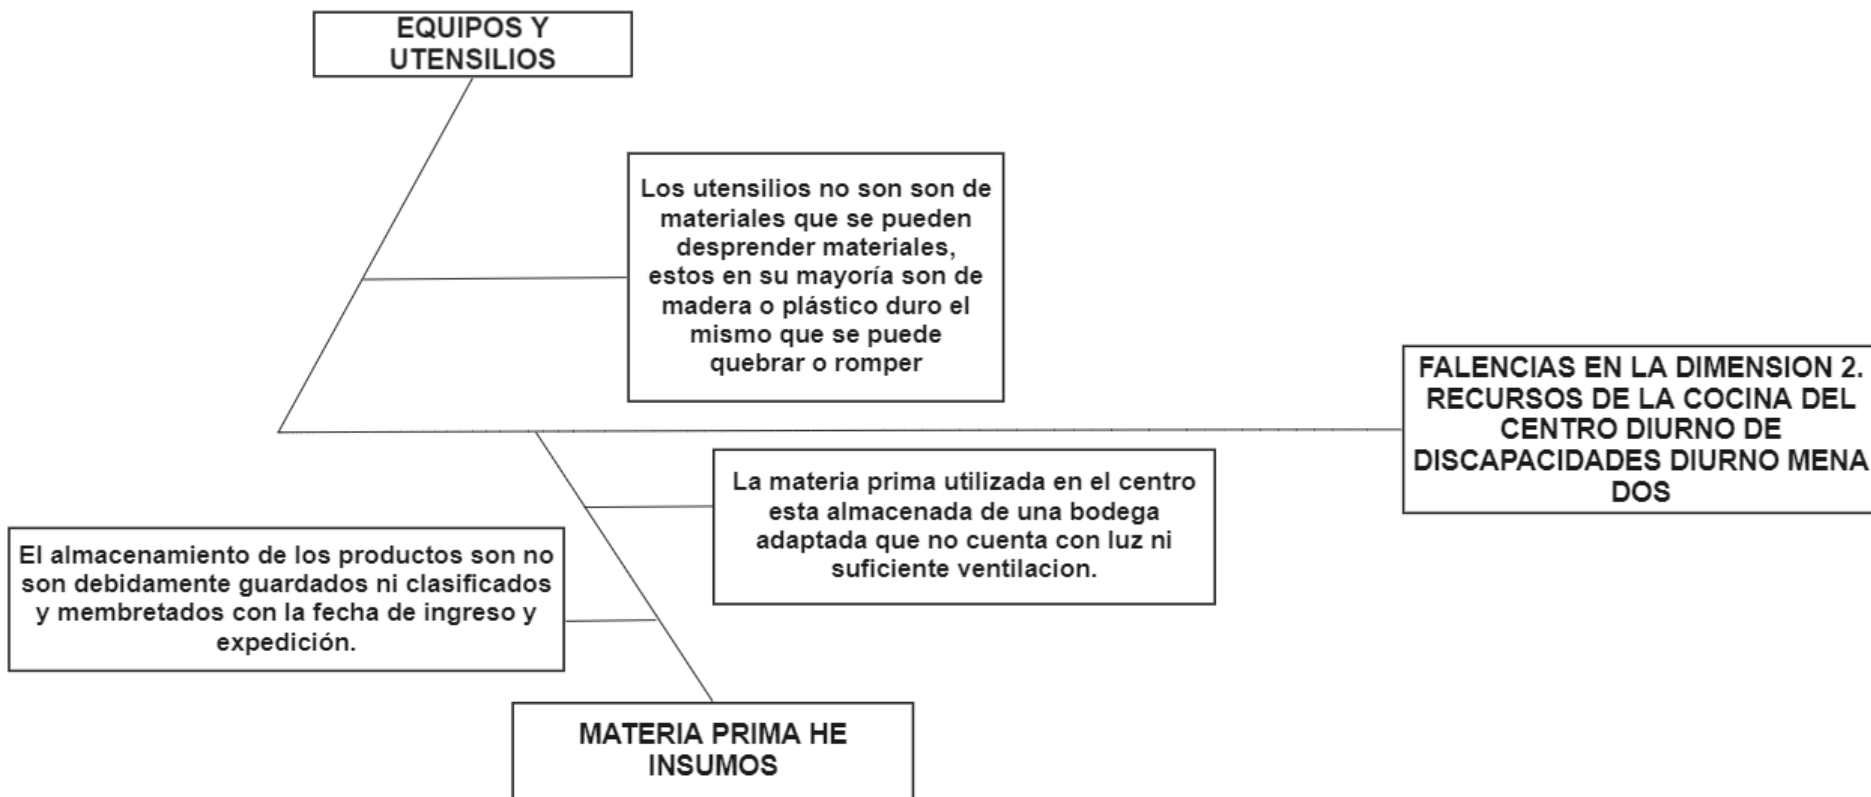 EQUIPOS Y
UTENSILIOS
Los utensilios no son son de
materiales que se pueden
desprender materiales,
estos en su mayoría son de
madera o plástico duro el
mismo que se puede
quebrar o romper
FALENCIAS EN LA DIMENSION 2.
RECURSOS DE LA COCINA DEL
CENTRO DIURNO DE
DISCAPACIDADES DIURNO MENA
DOS
La materia prima utilizada en el centro
esta almacenada de una bodega
adaptada que no cuenta con luz ni
suficiente ventilacion.
El almacenamiento de los productos son no
son debidamente guardados ni clasificados
y membretados con la fecha de ingreso y
expedición.
MATERIA PRIMA HE
INSUMOS